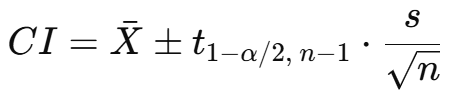 CI = X̄ ± t_{1−α/2, n−1} · s/√n